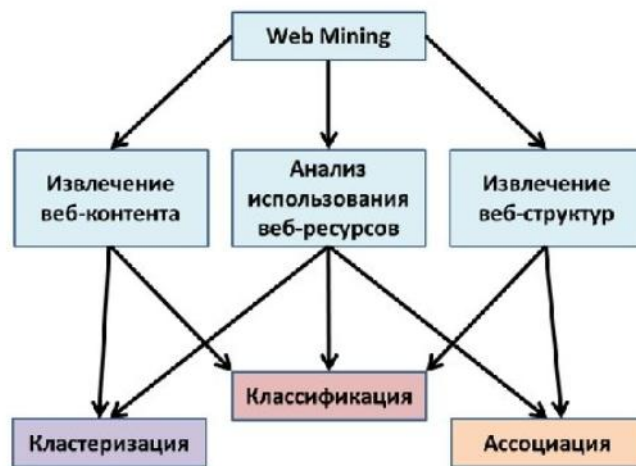 Web Mining
Извлечение
веб-контента
Анализ
использования
веб-ресурсов
Извлечение
веб-структур
Классификация
Кластеризация
Ассоциация